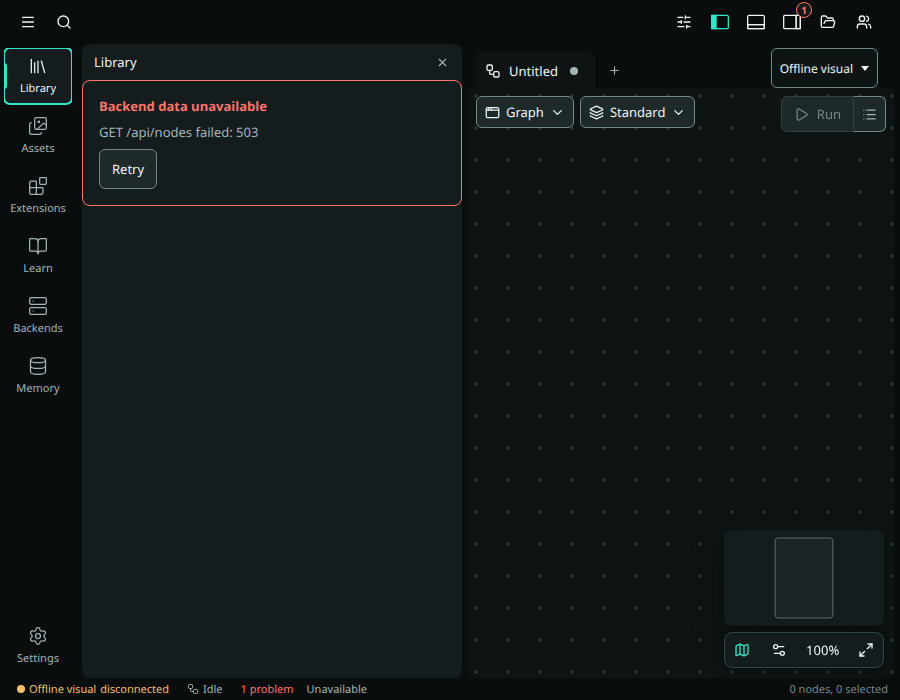 1
Library
Assets
Extensions
Learn
Backends
Memory
Settings
Library
Backend data unavailable
GET /api/nodes failed: 503
Retry
Untitled
Offline visual
Graph
Standard
Run
100%
Offline visual disconnected
Idle
1 problem
Unavailable
0 nodes, 0 selected